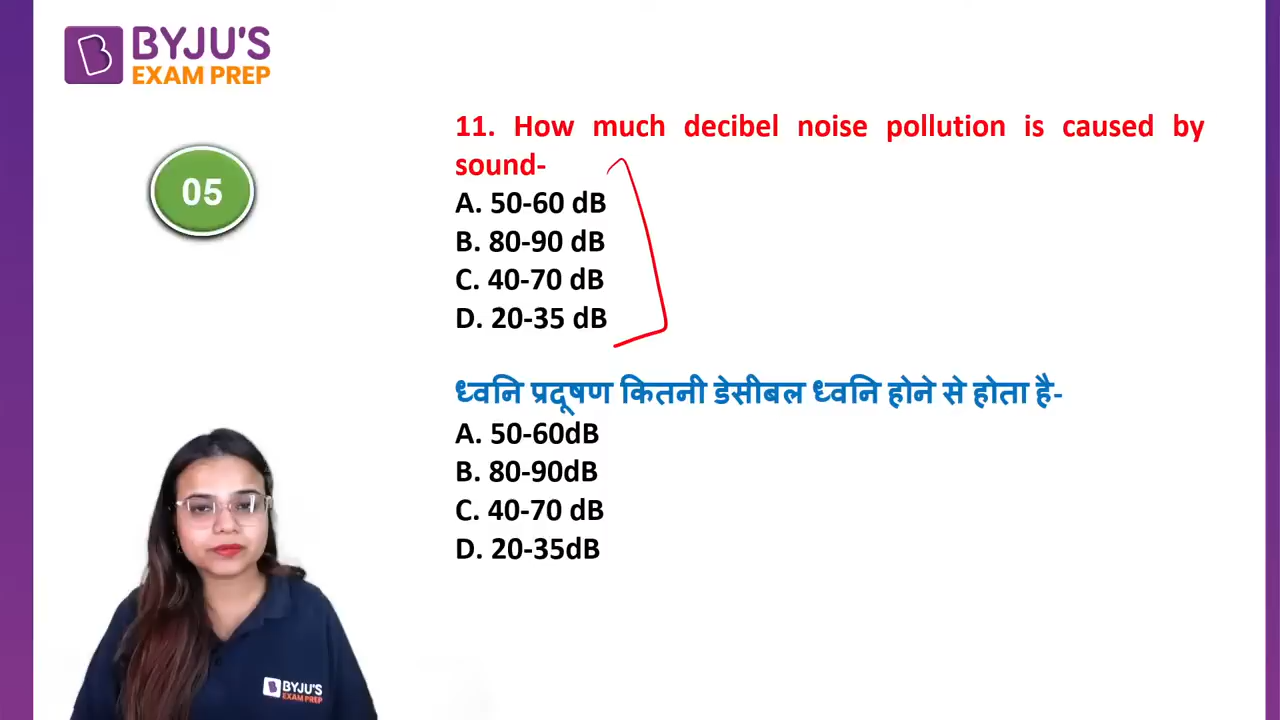 BYJU'S
EXAM PREP
11. How much decibel noise pollution is caused by
sound-
A. 50-60 dB
B. 80-90 dB
C. 40-70 dB
D. 20-35 dB
05
ध्वनि प्रदूषण कितनी डेसीबल ध्वनि होने से होता है-
A. 50-60dB
B. 80-90dB
C. 40-70 dB
D. 20-35dB
BYJU'S
EXAM PREP